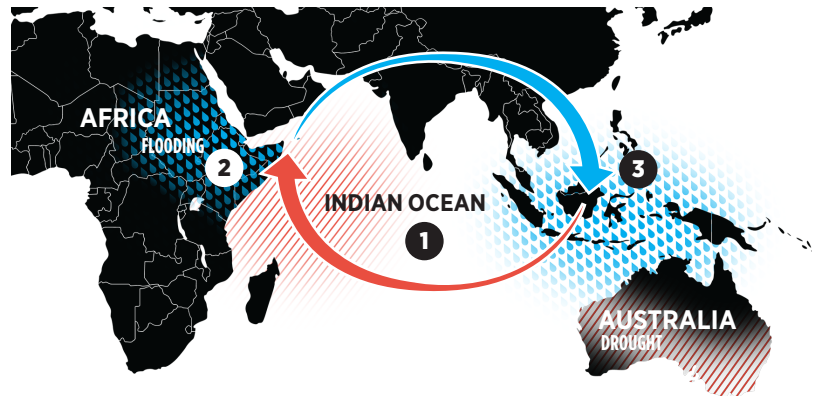 AFRICA
FLOODING
2
3
INDIAN OCEAN
1
AUSTRALIA
DROUGHT